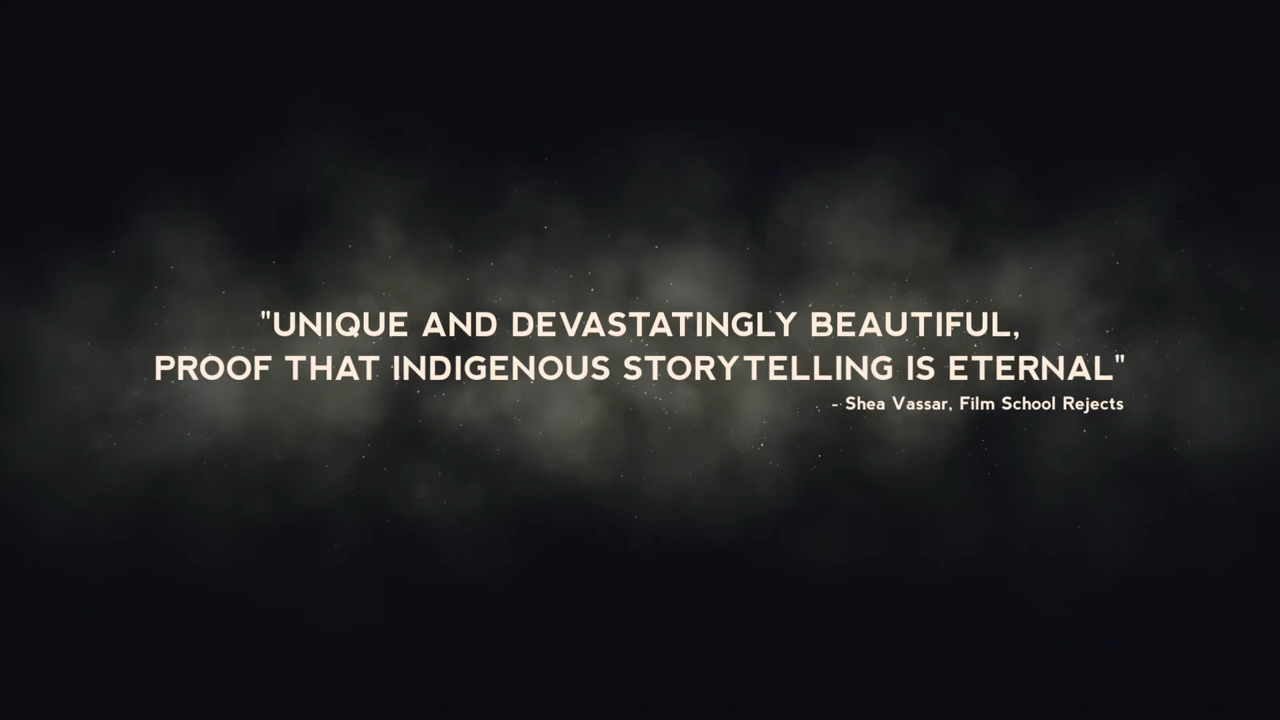 "UNIQUE AND DEVASTATINGLY BEAUTIFUL,
PROOF THAT INDIGENOUS STORYTELLING IS ETERNAL"
- Shea Vassar, Film School Rejects